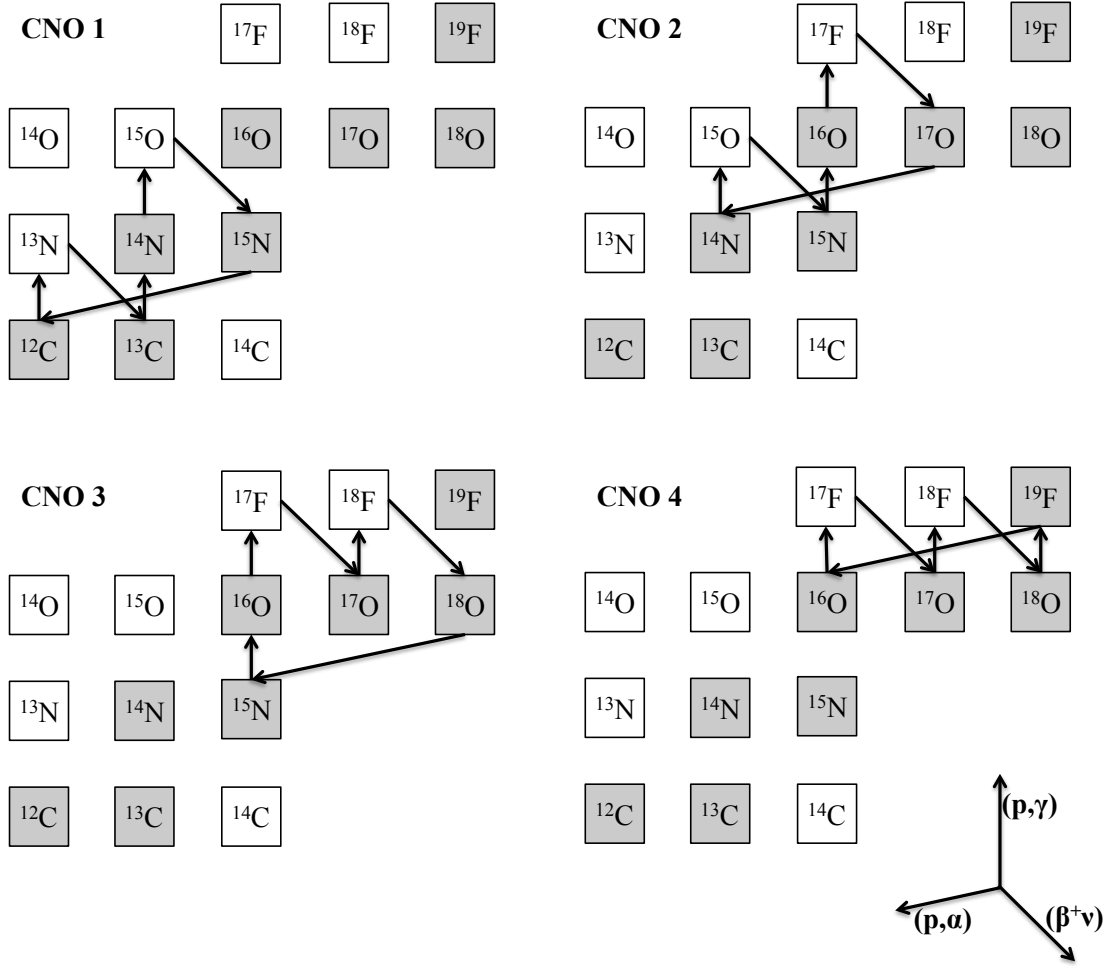 CNO 1
¹⁷F ¹⁸F ¹⁹F
¹⁴O ¹⁵O ¹⁶O ¹⁷O ¹⁸O
¹³N ¹⁴N ¹⁵N
¹²C ¹³C ¹⁴C
CNO 2
¹⁷F ¹⁸F ¹⁹F
¹⁴O ¹⁵O ¹⁶O ¹⁷O ¹⁸O
¹³N ¹⁴N ¹⁵N
¹²C ¹³C ¹⁴C
CNO 3
¹⁷F ¹⁸F ¹⁹F
¹⁴O ¹⁵O ¹⁶O ¹⁷O ¹⁸O
¹³N ¹⁴N ¹⁵N
¹²C ¹³C ¹⁴C
CNO 4
¹⁷F ¹⁸F ¹⁹F
¹⁴O ¹⁵O ¹⁶O ¹⁷O ¹⁸O
¹³N ¹⁴N ¹⁵N
¹²C ¹³C ¹⁴C
(p,γ)
(p,α)
(β⁺ν)